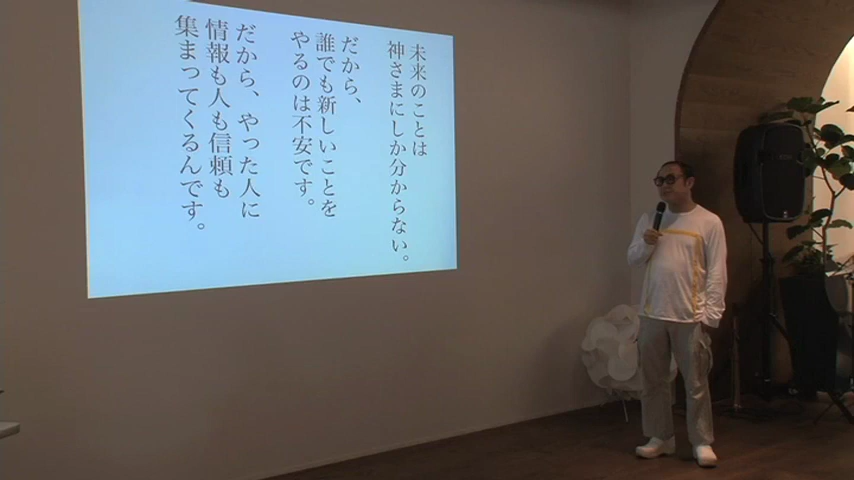 未来のことは
神さまにしか分からない。
だから、
誰でも新しいことを
やるのは不安です。
だから、やった人に
情報も人も信頼も
集まってくるんです。